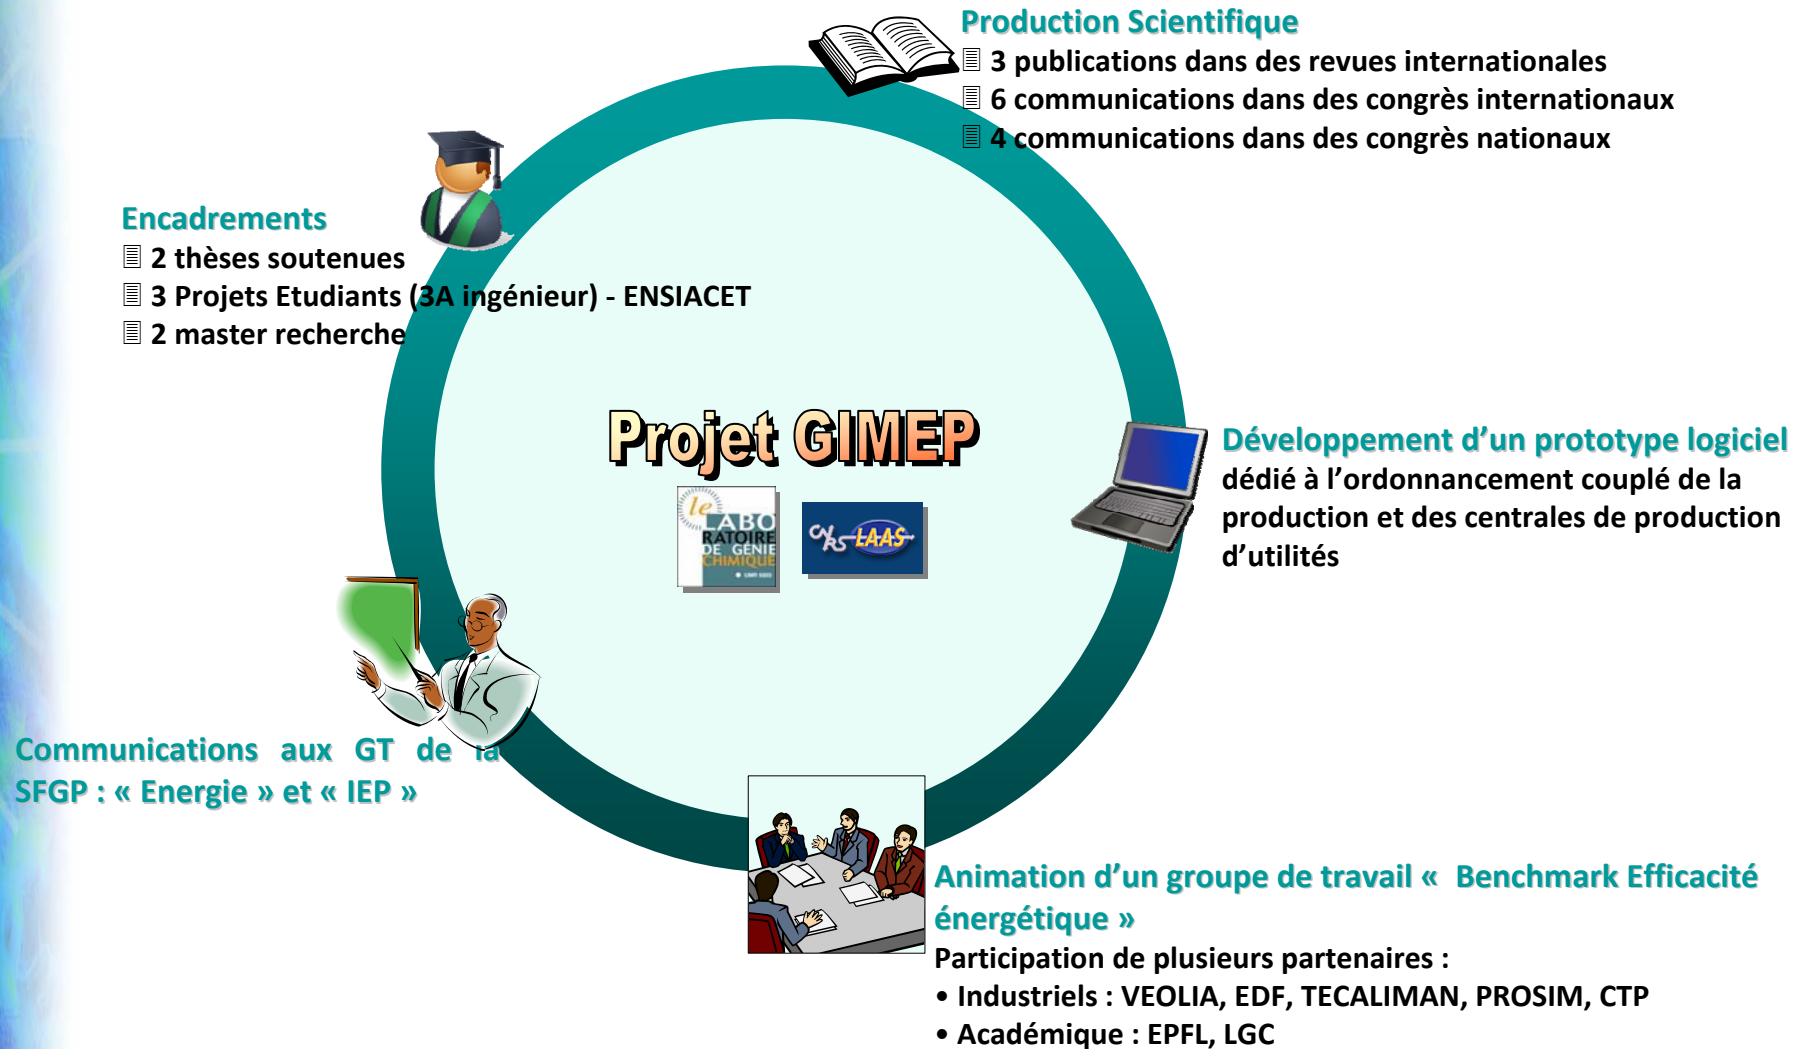 Production Scientifique
3 publications dans des revues internationales
6 communications dans des congrès internationaux
4 communications dans des congrès nationaux
Encadrements
2 thèses soutenues
3 Projets Etudiants (3A ingénieur) - ENSIACET
2 master recherche
Projet GIMEP
le
LABO
RATOIRE
DE GENIE
CHIMIQUE
CNRS LAAS
Développement d’un prototype logiciel
dédié à l’ordonnancement couplé de la
production et des centrales de production
d’utilités
Communications aux GT de la
SFGP : « Energie » et « IEP »
Animation d’un groupe de travail « Benchmark Efficacité
énergétique »
Participation de plusieurs partenaires :
• Industriels : VEOLIA, EDF, TECALIMAN, PROSIM, CTP
• Académique : EPFL, LGC